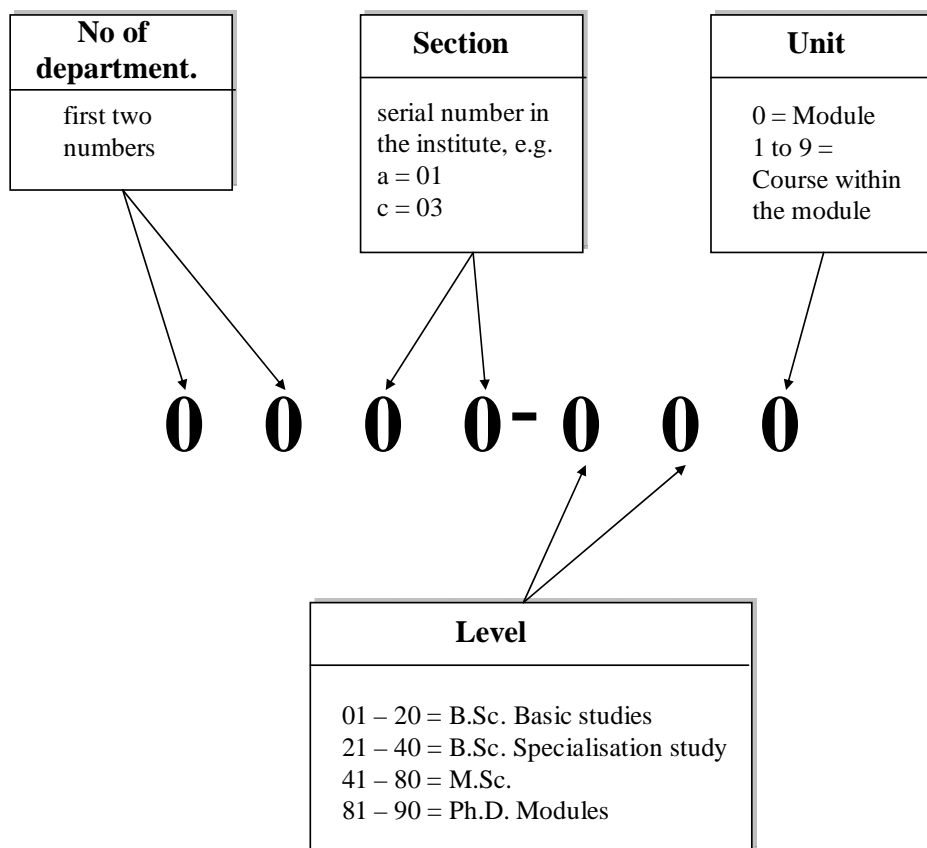 No of
department.
first two
numbers
Section
serial number in
the institute, e.g.
a = 01
c = 03
Unit
0 = Module
1 to 9 =
Course within
the module
0 0 0 0 - 0 0 0
Level
01 – 20 = B.Sc. Basic studies
21 – 40 = B.Sc. Specialisation study
41 – 80 = M.Sc.
81 – 90 = Ph.D. Modules